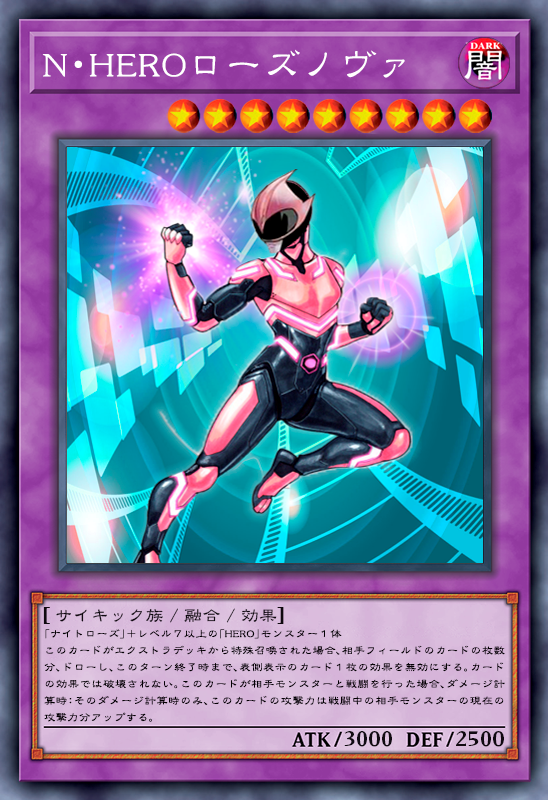 N・HEROローズノヴァ
DARK
闇
[サイキック族/融合/効果]
「ナイトローズ」+レベル7以上の「HERO」モンスター1体
このカードがエクストラデッキから特殊召喚された場合、相手フィールドのカードの枚数
分、ドローし、このターン終了時まで、表側表示のカード1枚の効果を無効にする。カード
の効果では破壊されない。このカードが相手モンスターと戦闘を行った場合、ダメージ計
算時:そのダメージ計算時のみ、このカードの攻撃力は戦闘中の相手モンスターの現在の
攻撃力分アップする。
ATK/3000 DEF/2500